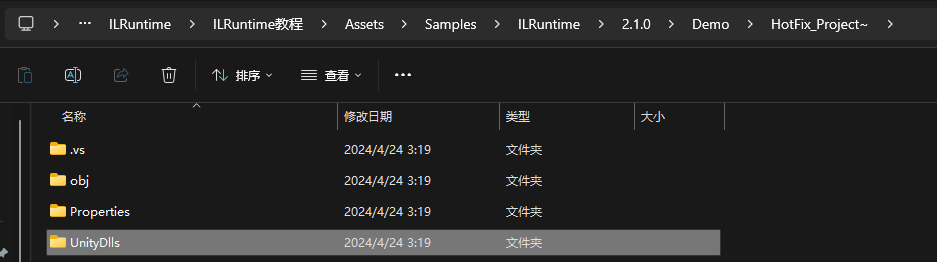 … > ILRuntime > ILRuntime教程 > Assets > Samples > ILRuntime > 2.1.0 > Demo > HotFix_Project~ >
排序 查看 …
名称 修改日期 类型 大小
.vs 2024/4/24 3:19 文件夹
obj 2024/4/24 3:19 文件夹
Properties 2024/4/24 3:19 文件夹
UnityDlls 2024/4/24 3:19 文件夹